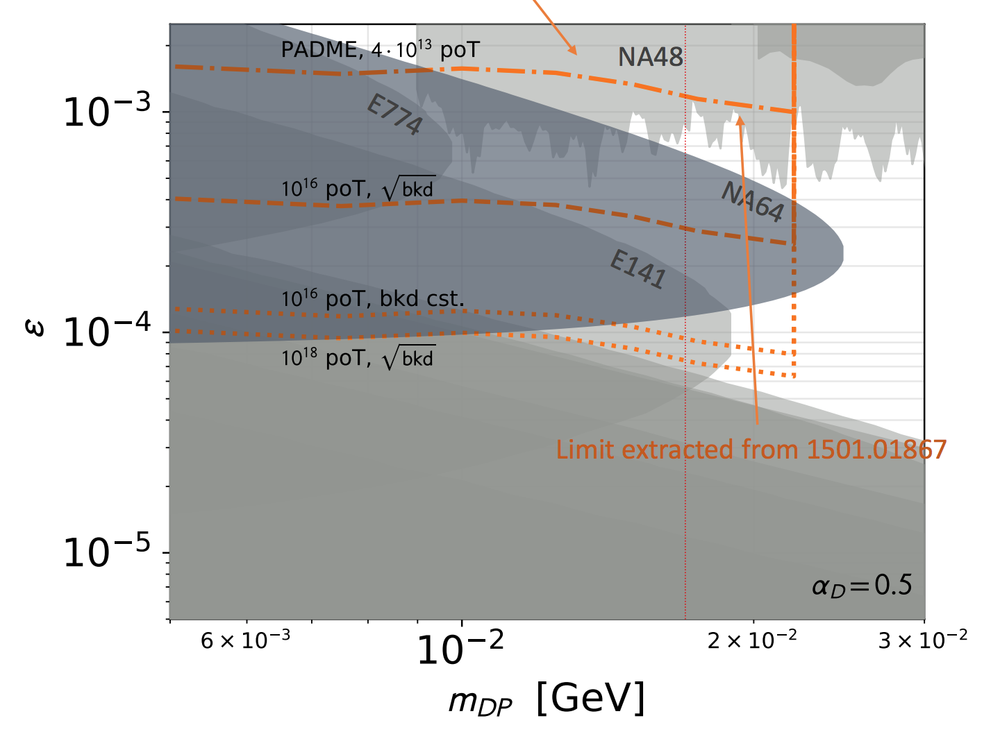 PADME, 4·10¹³ poT
NA48
E774
10⁻³
10¹⁶ poT, √bkd
NA64
E141
10¹⁶ poT, bkd cst.
ε
10⁻⁴
10¹⁸ poT, √bkd
Limit extracted from 1501.01867
10⁻⁵
α_D=0.5
6 × 10⁻³
10⁻²
2 × 10⁻²
3 × 10⁻²
m_DP [GeV]